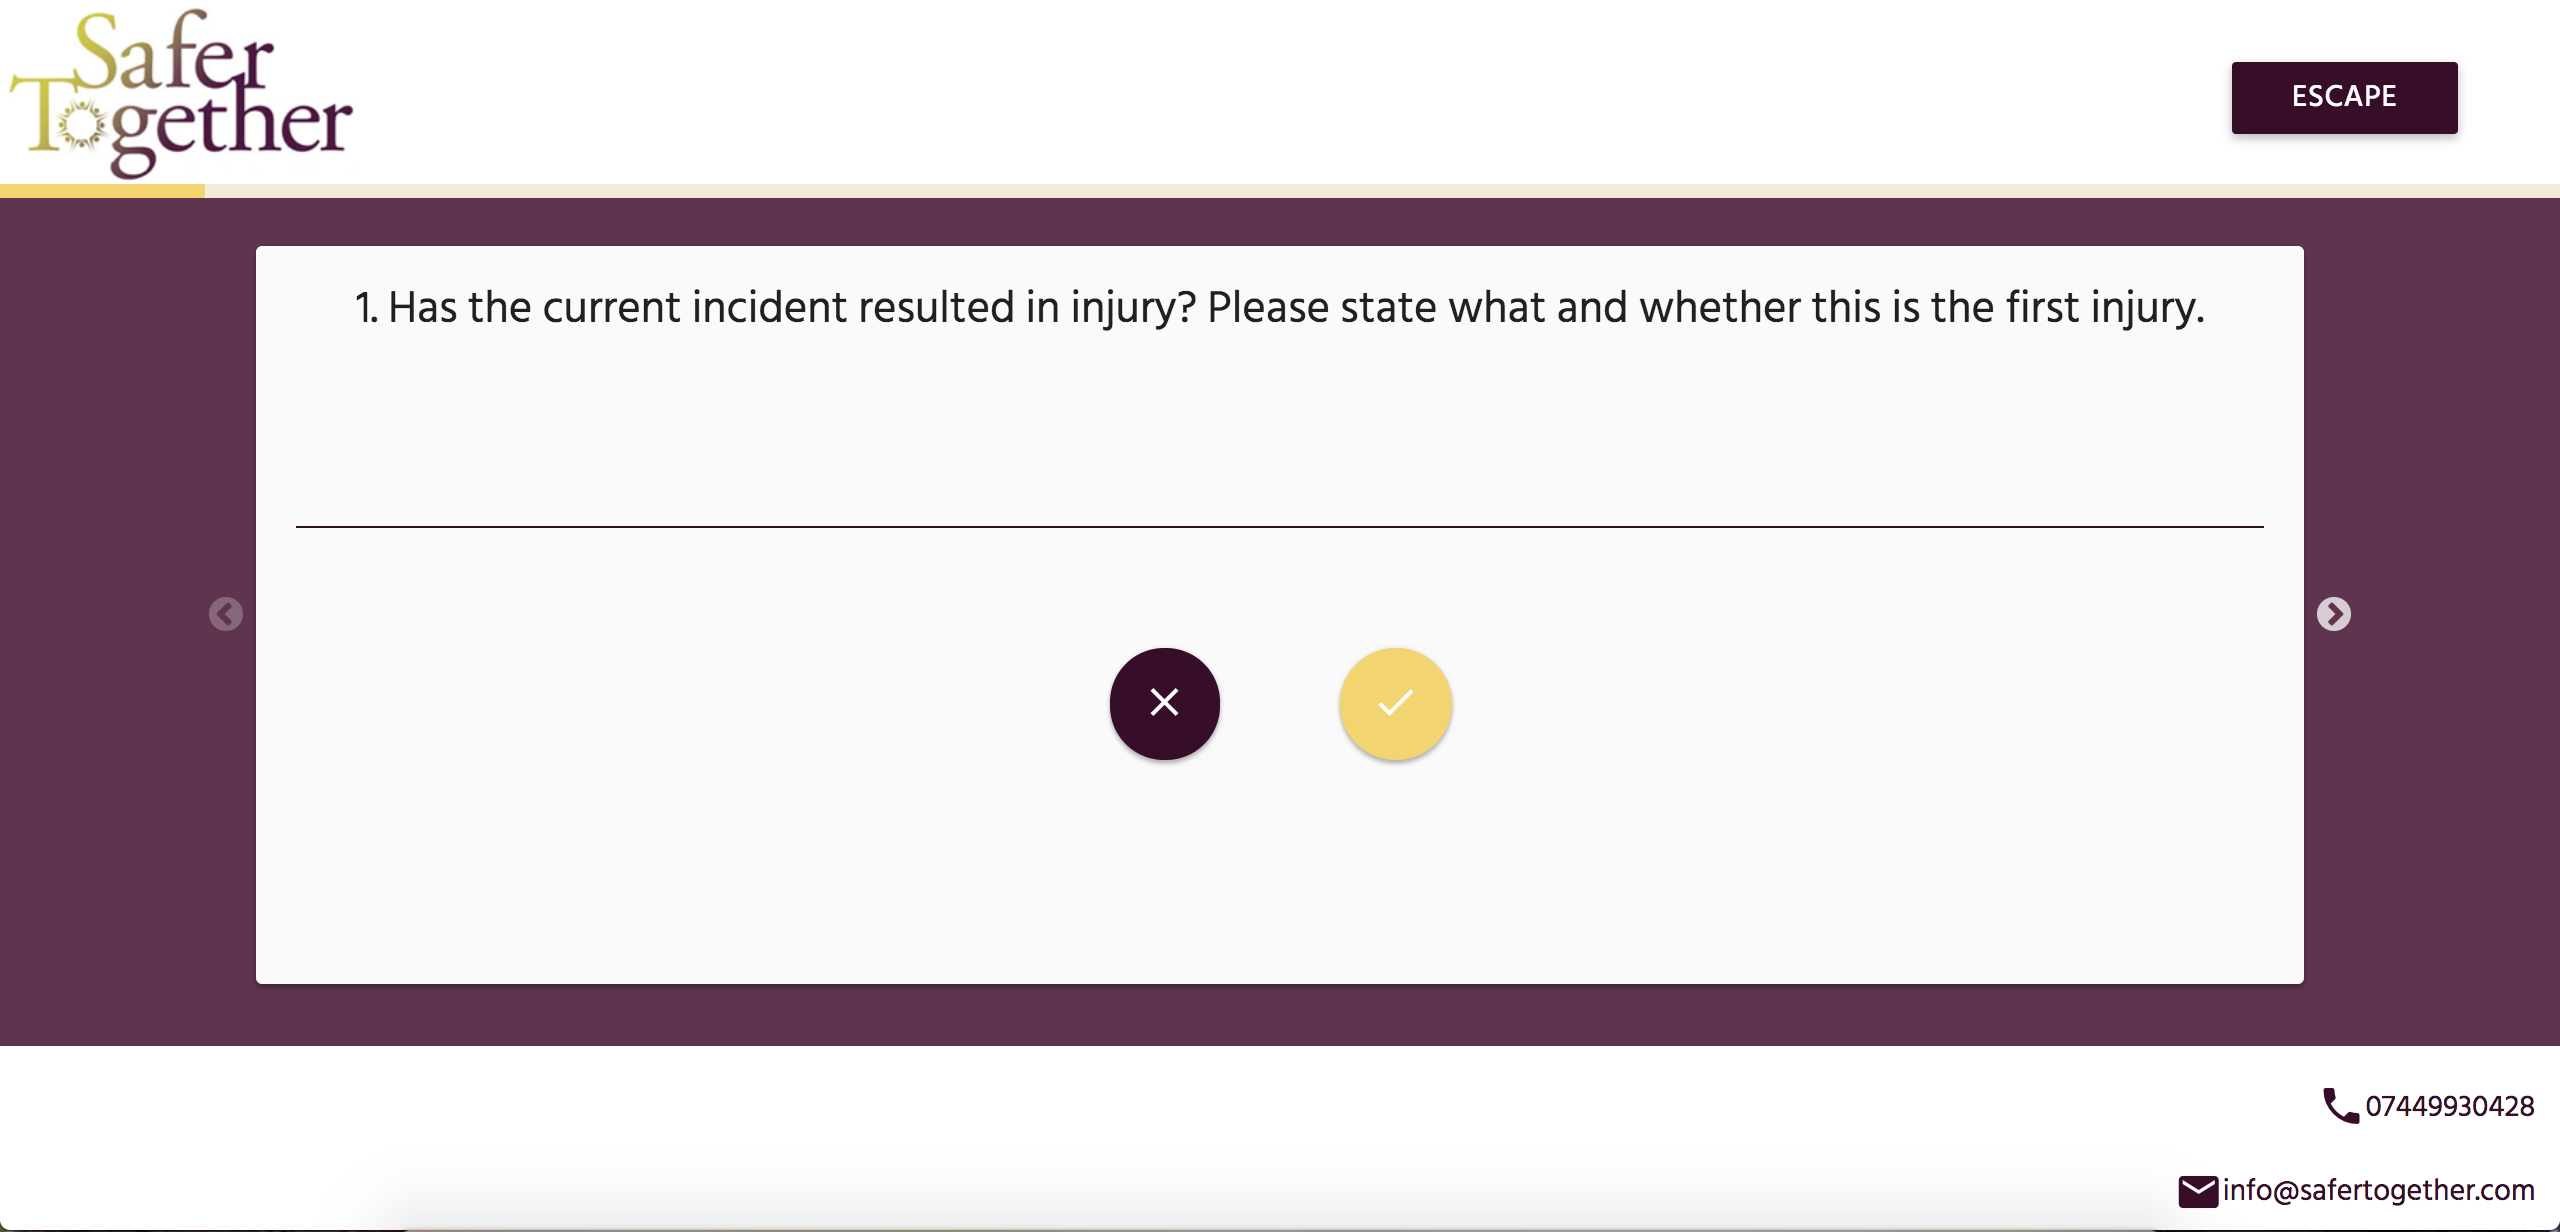 Safer
Together
ESCAPE
1. Has the current incident resulted in injury? Please state what and whether this is the first injury.
07449930428
info@safertogether.com